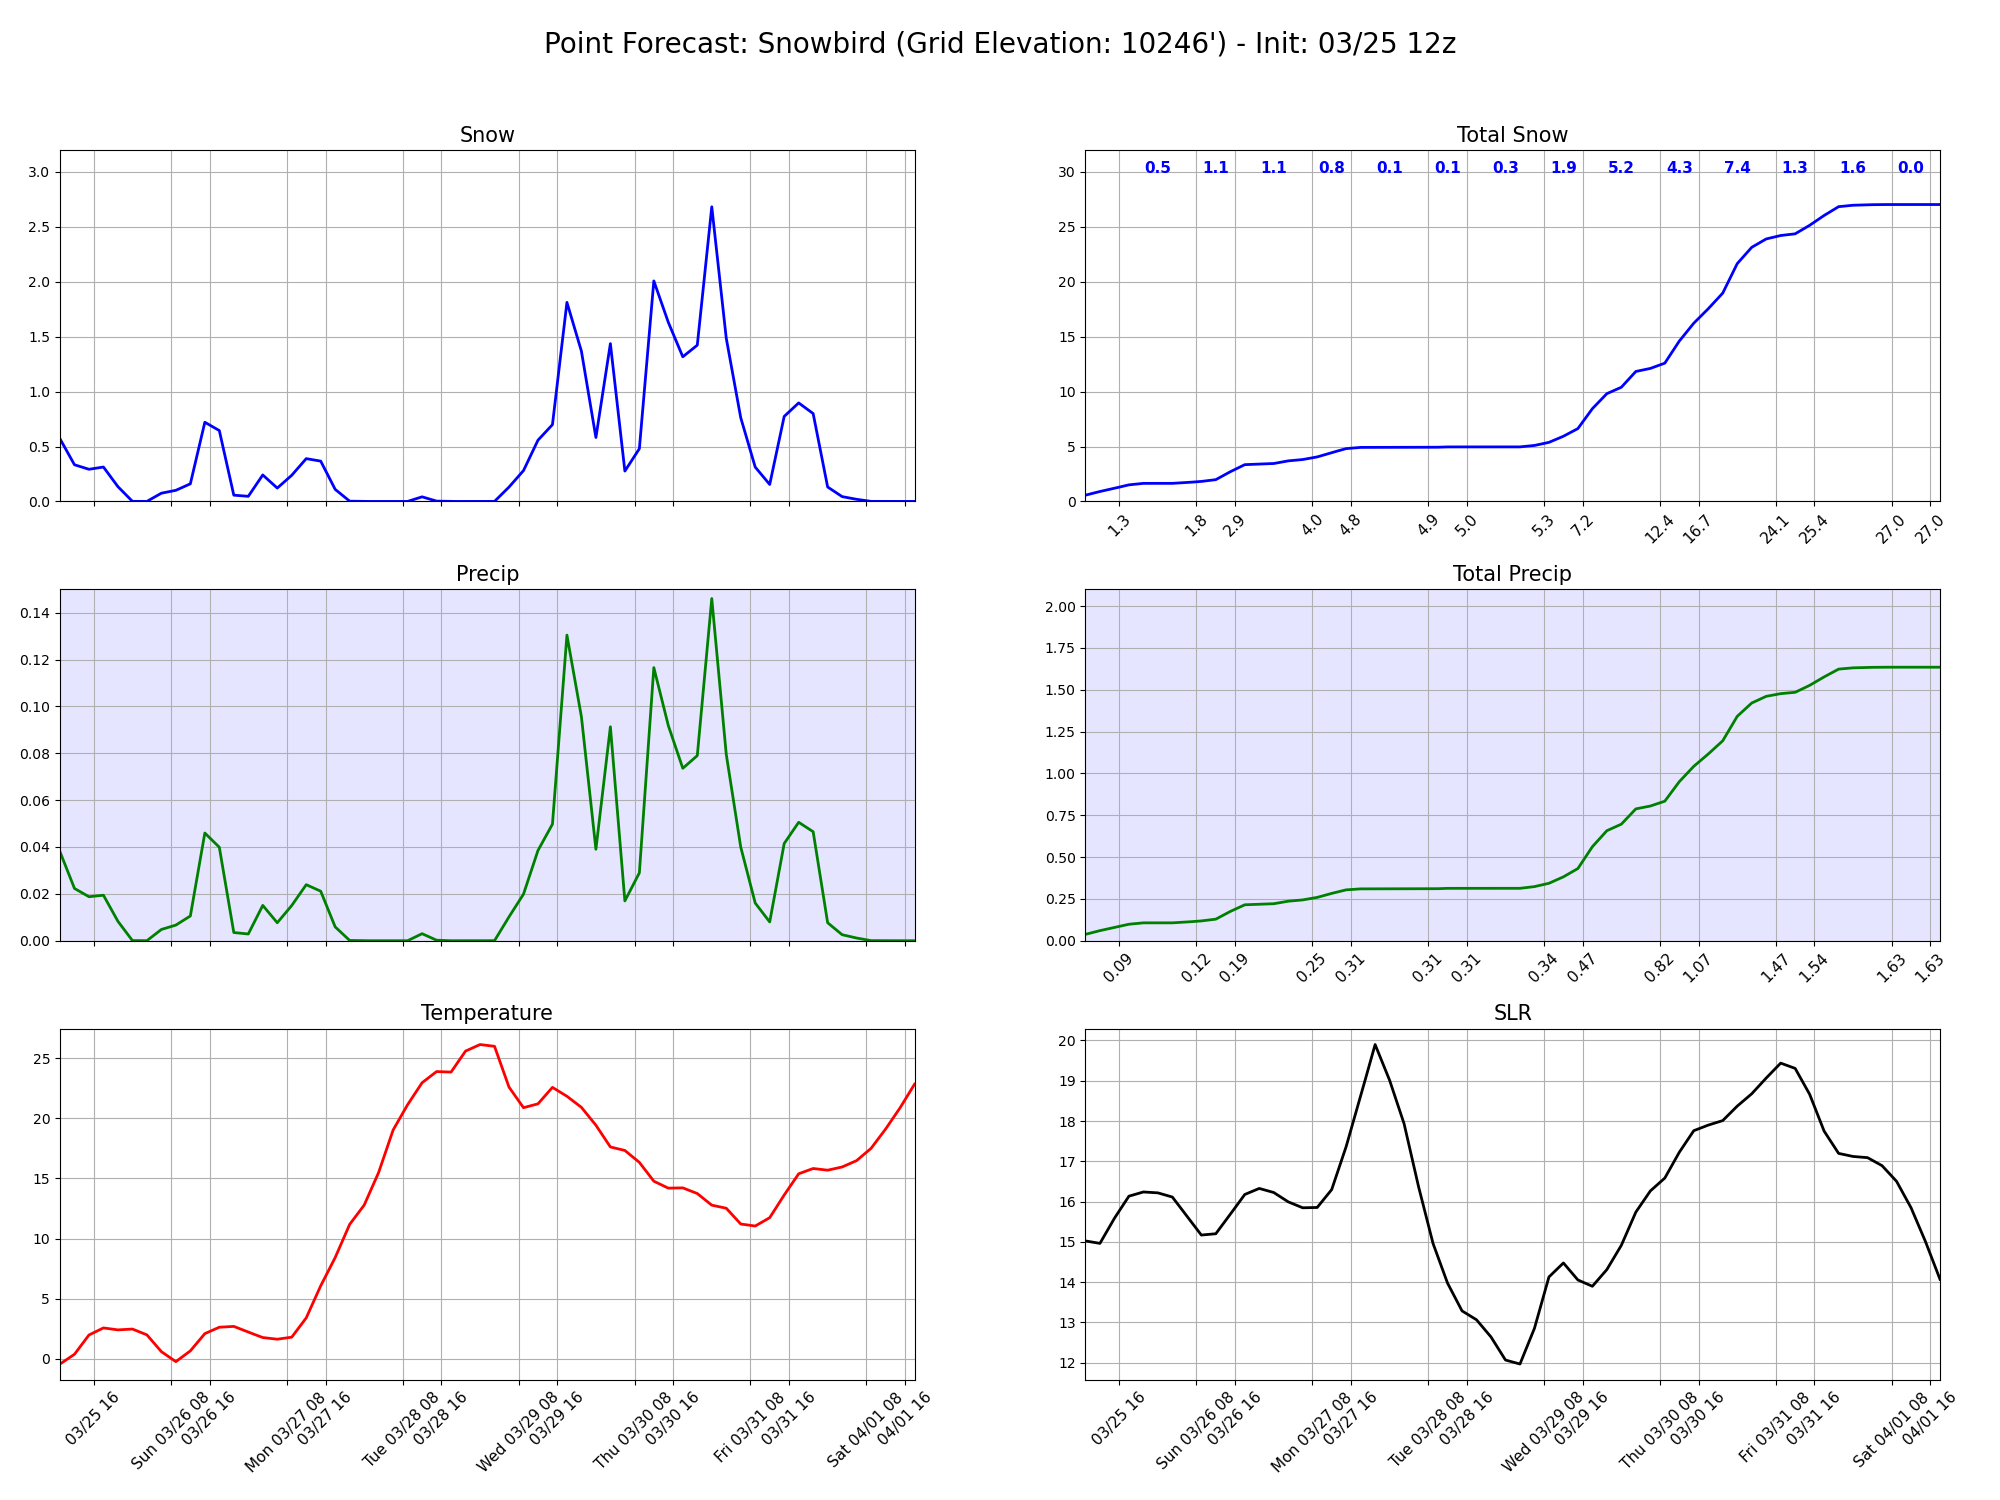 Point Forecast: Snowbird (Grid Elevation: 10246') - Init: 03/25 12z
Snow
3.0
2.5
2.0
1.5
1.0
0.5
0.0
Total Snow
0.5 1.1 1.1 0.8 0.1 0.1 0.3 1.9 5.2 4.3 7.4 1.3 1.6 0.0
30
25
20
15
10
5
0
1.3 1.8 2.9 4.0 4.8 4.9 5.0 5.3 7.2 12.4 16.7 24.1 25.4 27.0 27.0
Precip
0.14
0.12
0.10
0.08
0.06
0.04
0.02
0.00
Total Precip
2.00
1.75
1.50
1.25
1.00
0.75
0.50
0.25
0.00
0.09 0.12 0.19 0.25 0.31 0.31 0.31 0.34 0.47 0.82 1.07 1.47 1.54 1.63 1.63
Temperature
25
20
15
10
5
0
03/25 16
Sun 03/26 08
03/26 16
Mon 03/27 08
03/27 16
Tue 03/28 08
03/28 16
Wed 03/29 08
03/29 16
Thu 03/30 08
03/30 16
Fri 03/31 08
03/31 16
Sat 04/01 08
04/01 16
SLR
20
19
18
17
16
15
14
13
12
03/25 16
Sun 03/26 08
03/26 16
Mon 03/27 08
03/27 16
Tue 03/28 08
03/28 16
Wed 03/29 08
03/29 16
Thu 03/30 08
03/30 16
Fri 03/31 08
03/31 16
Sat 04/01 08
04/01 16